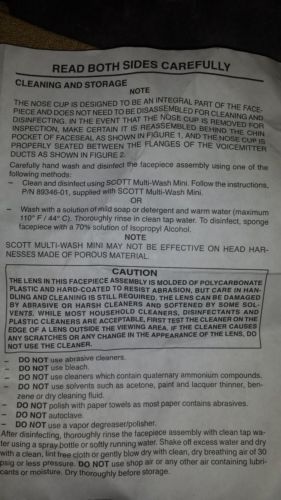 READ BOTH SIDES CAREFULLY
CLEANING AND STORAGE
NOTE
THE NOSE CUP IS DESIGNED TO BE AN INTEGRAL PART OF THE FACE-
PIECE AND DOES NOT NEED TO BE DISASSEMBLED FOR CLEANING AND
DISINFECTING. IN THE EVENT THAT THE NOSE CUP IS REMOVED FOR
INSPECTION, MAKE CERTAIN IT IS REASSEMBLED BEHIND THE CHIN
POCKET OF FACESEAL AS SHOWN IN FIGURE 1, AND THE NOSE CUP IS
PROPERLY SEATED BETWEEN THE FLANGES OF THE VOICEMITTER
DUCTS AS SHOWN IN FIGURE 2.
Carefully hand wash and disinfect the facepiece assembly using one of the
following methods:
– Clean and disinfect using SCOTT Multi-Wash Mini. Follow the instructions,
P/N 89346-01, supplied with SCOTT Multi-Wash Mini.
OR
– Wash with a solution of mild soap or detergent and warm water (maximum
110° F / 44° C). Thoroughly rinse in clean tap water. To disinfect, sponge
facepiece with a 70% solution of Isopropyl Alcohol.
NOTE
SCOTT MULTI-WASH MINI MAY NOT BE EFFECTIVE ON HEAD HAR-
NESSES MADE OF POROUS MATERIAL.
CAUTION
THE LENS IN THIS FACEPIECE ASSEMBLY IS MOLDED OF POLYCARBONATE
PLASTIC AND HARD-COATED TO RESIST ABRASION, BUT CARE IN HAN-
DLING AND CLEANING IS STILL REQUIRED. THE LENS CAN BE DAMAGED
BY ABRASIVE OR HARSH CLEANERS AND SOFTENED BY SOME SOL-
VENTS. WHILE MOST HOUSEHOLD CLEANERS, DISINFECTANTS AND
PLASTIC CLEANERS ARE ACCEPTABLE, FIRST TEST THE CLEANER ON THE
EDGE OF A LENS OUTSIDE THE VIEWING AREA. IF THE CLEANER CAUSES
ANY SCRATCHES OR ANY CHANGE IN THE APPEARANCE OF THE LENS, DO
NOT USE THE CLEANER.
– DO NOT use abrasive cleaners.
– DO NOT use bleach.
– DO NOT use cleaners which contain quaternary ammonium compounds.
– DO NOT use solvents such as acetone, paint and lacquer thinner, ben-
zene or dry cleaning fluid.
– DO NOT polish with paper towels as most paper contains abrasives.
– DO NOT autoclave.
– DO NOT use a vapor degreaser/polisher.
After disinfecting, thoroughly rinse the facepiece assembly with clean tap wa-
ter using a spray bottle or softly running water. Shake off excess water and dry
with a clean, lint free cloth or gently blow dry with clean, dry breathing air of 30
psig or less pressure. DO NOT use shop air or any other air containing lubri-
cants or moisture. Dry thoroughly before storage.